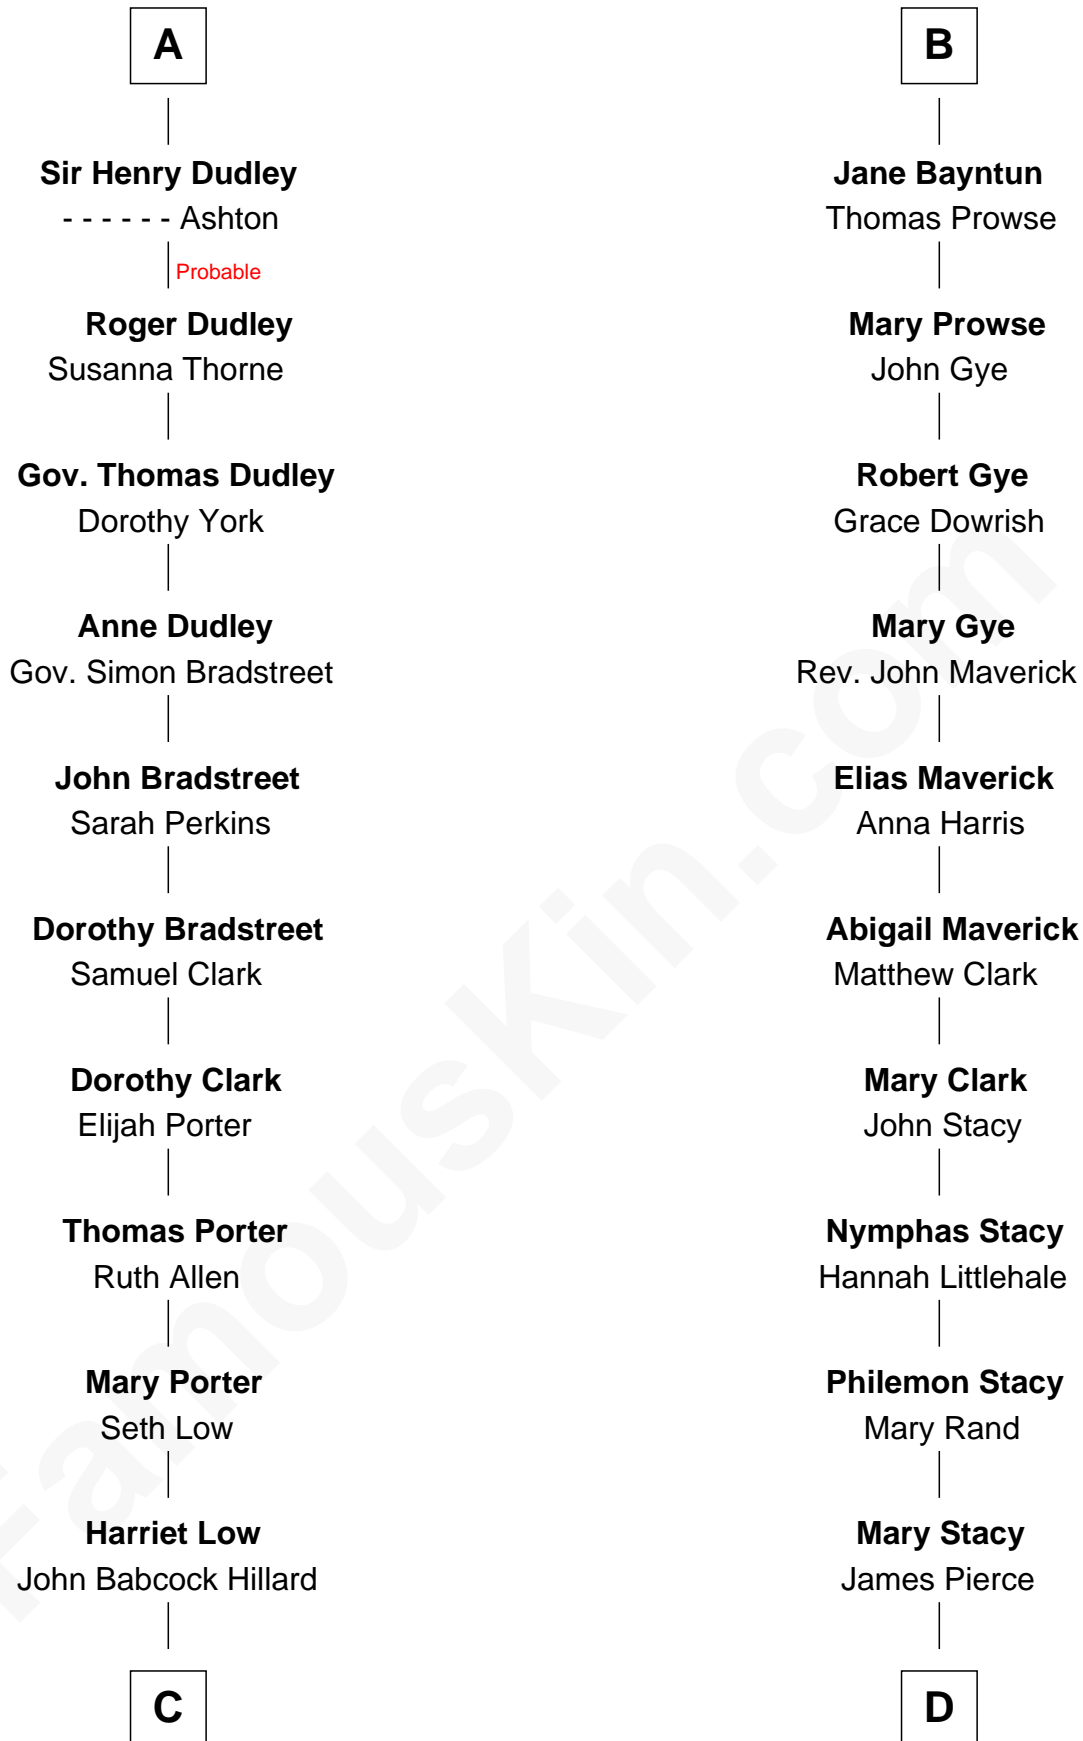 A
Sir Henry Dudley
- - - - - - Ashton
Probable
Roger Dudley
Susanna Thorne
Gov. Thomas Dudley
Dorothy York
Anne Dudley
Gov. Simon Bradstreet
John Bradstreet
Sarah Perkins
Dorothy Bradstreet
Samuel Clark
Dorothy Clark
Elijah Porter
Thomas Porter
Ruth Allen
Mary Porter
Seth Low
Harriet Low
John Babcock Hillard
C
B
Jane Bayntun
Thomas Prowse
Mary Prowse
John Gye
Robert Gye
Grace Dowrish
Mary Gye
Rev. John Maverick
Elias Maverick
Anna Harris
Abigail Maverick
Matthew Clark
Mary Clark
John Stacy
Nymphas Stacy
Hannah Littlehale
Philemon Stacy
Mary Rand
Mary Stacy
James Pierce
D
FamousKin.com